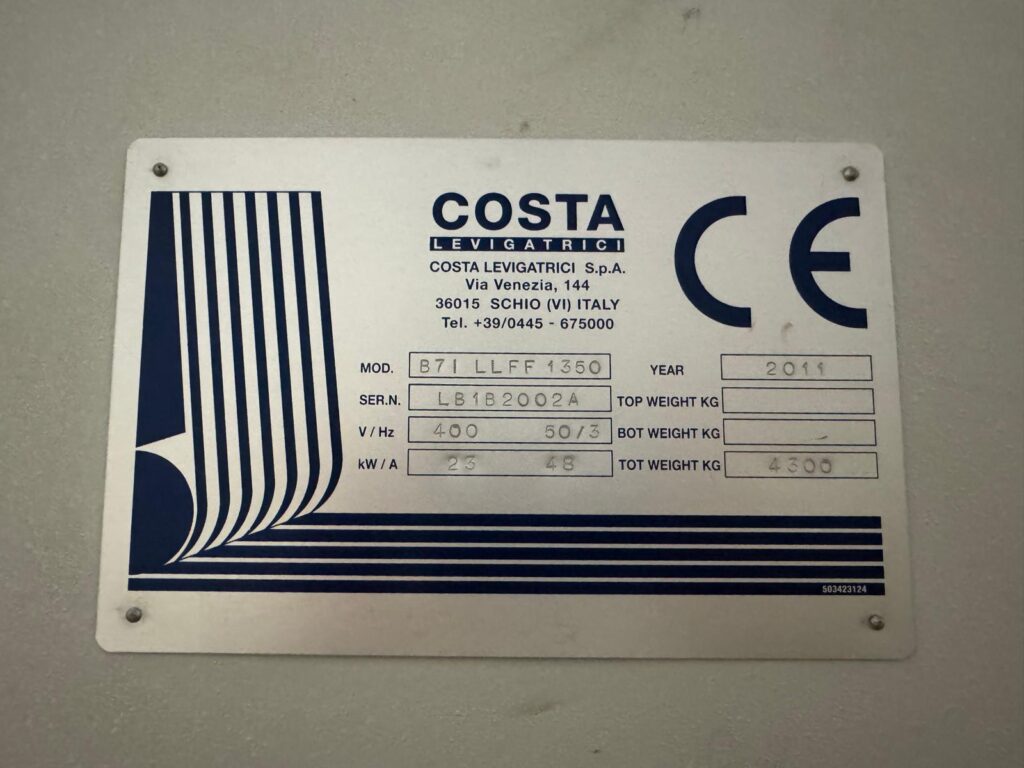 COSTA
LEVIGATRICI
COSTA LEVIGATRICI S.p.A.
Via Venezia, 144
36015 SCHIO (VI) ITALY
Tel. +39/0445 - 675000
CE
MOD. B71 LLFF 1350 YEAR 2011
SER.N. LB1B2002A TOP WEIGHT KG
V / Hz 400 50/3 BOT WEIGHT KG
kW / A 23 48 TOT WEIGHT KG 4300
503423124